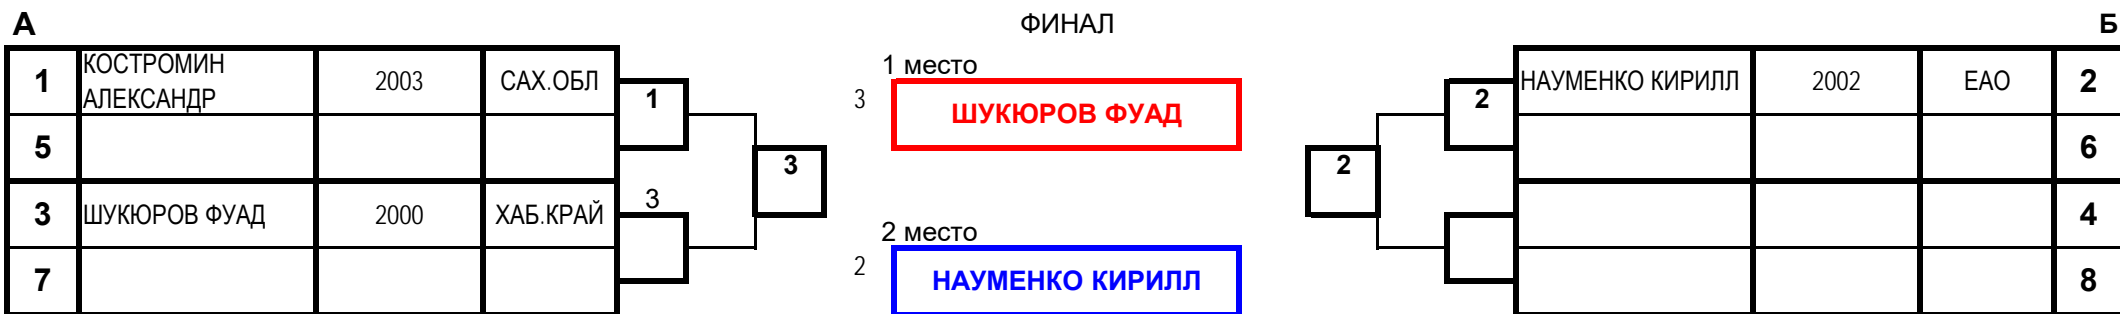 А ФИНАЛ Б
1 КОСТРОМИН АЛЕКСАНДР 2003 САХ.ОБЛ 1
5
3 ШУКЮРОВ ФУАД 2000 ХАБ.КРАЙ 3
7
3
1 место
3 ШУКЮРОВ ФУАД
2 место
2 НАУМЕНКО КИРИЛЛ
2
2 НАУМЕНКО КИРИЛЛ 2002 ЕАО 2
6
4
8